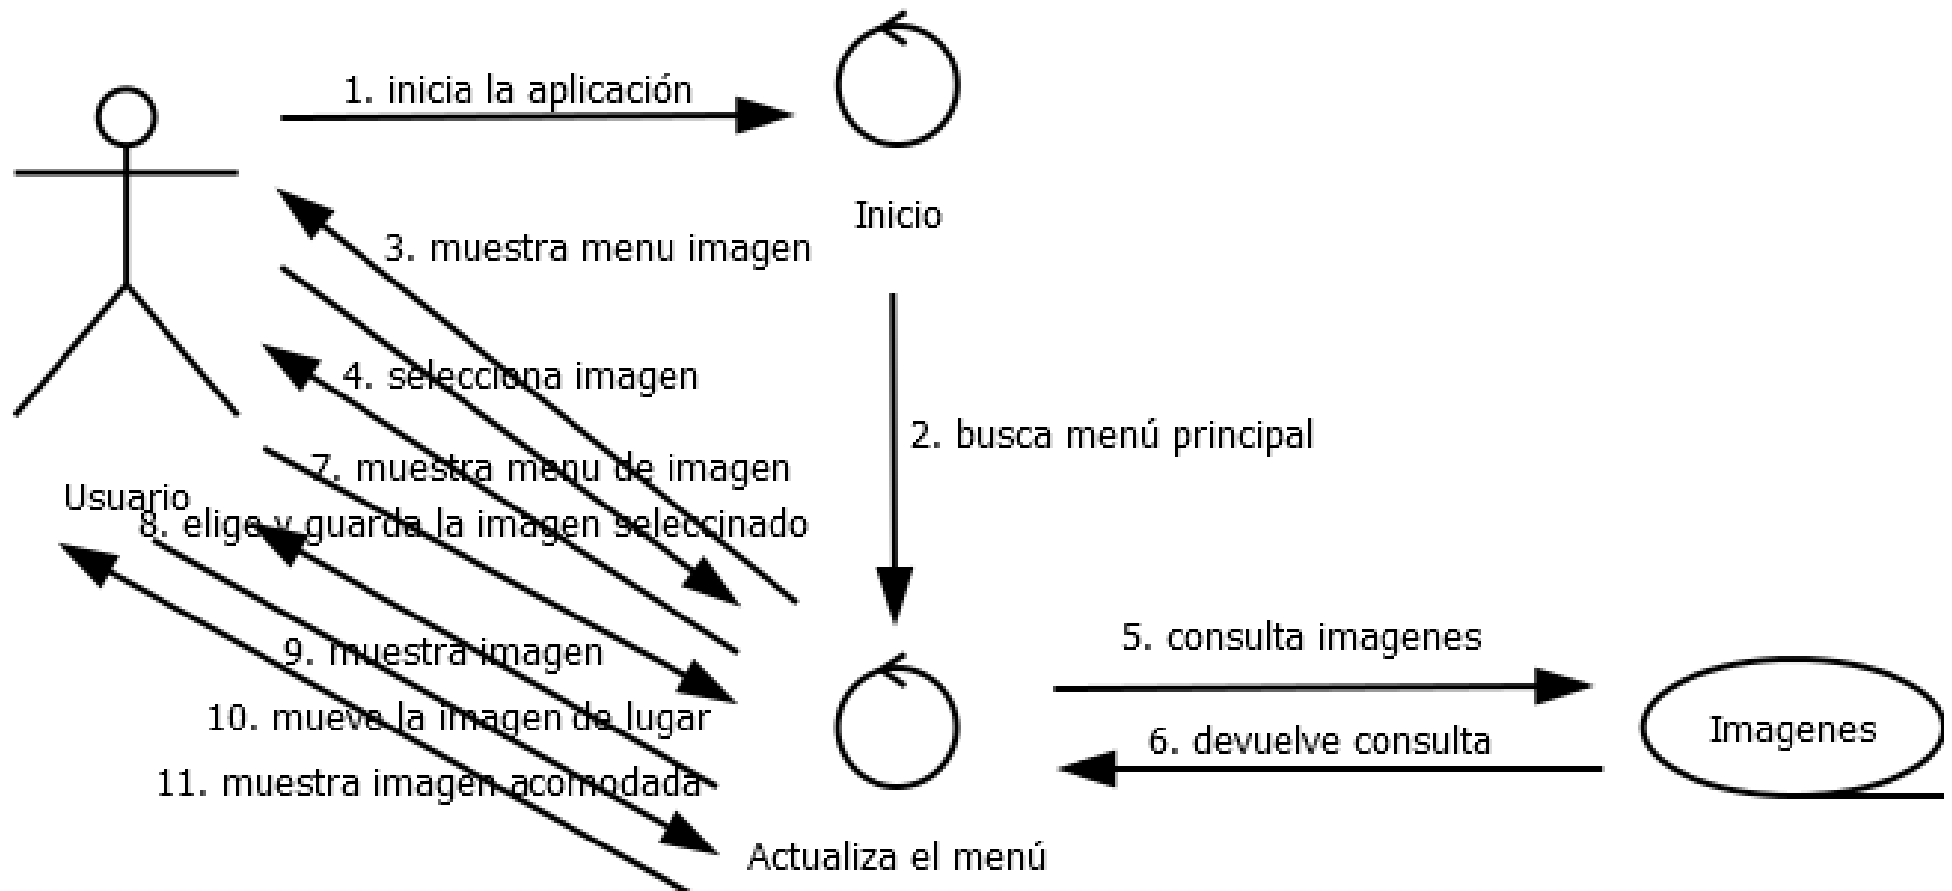 1. inicia la aplicación
Inicio
3. muestra menu imagen
4. selecciona imagen
2. busca menú principal
7. muestra menu de imagen
Usuario
8. elige y guarda la imagen seleccinado
5. consulta imagenes
9. muestra imagen
10. mueve la imagen de lugar
Imagenes
6. devuelve consulta
11. muestra imagen acomodada
Actualiza el menú